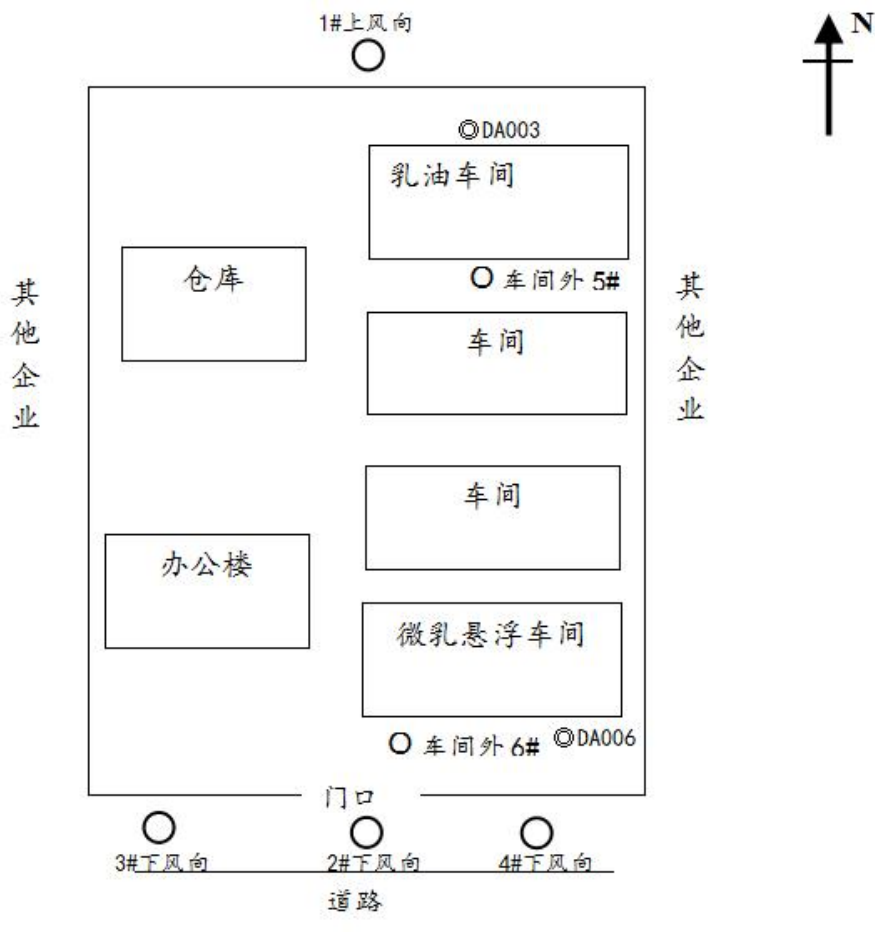 1#上风向
N
◎DA003
乳油车间
仓库
车间外 5#
其他企业
其他企业
车间
车间
办公楼
微乳悬浮车间
车间外 6#
◎DA006
门口
3#下风向
2#下风向
4#下风向
道路